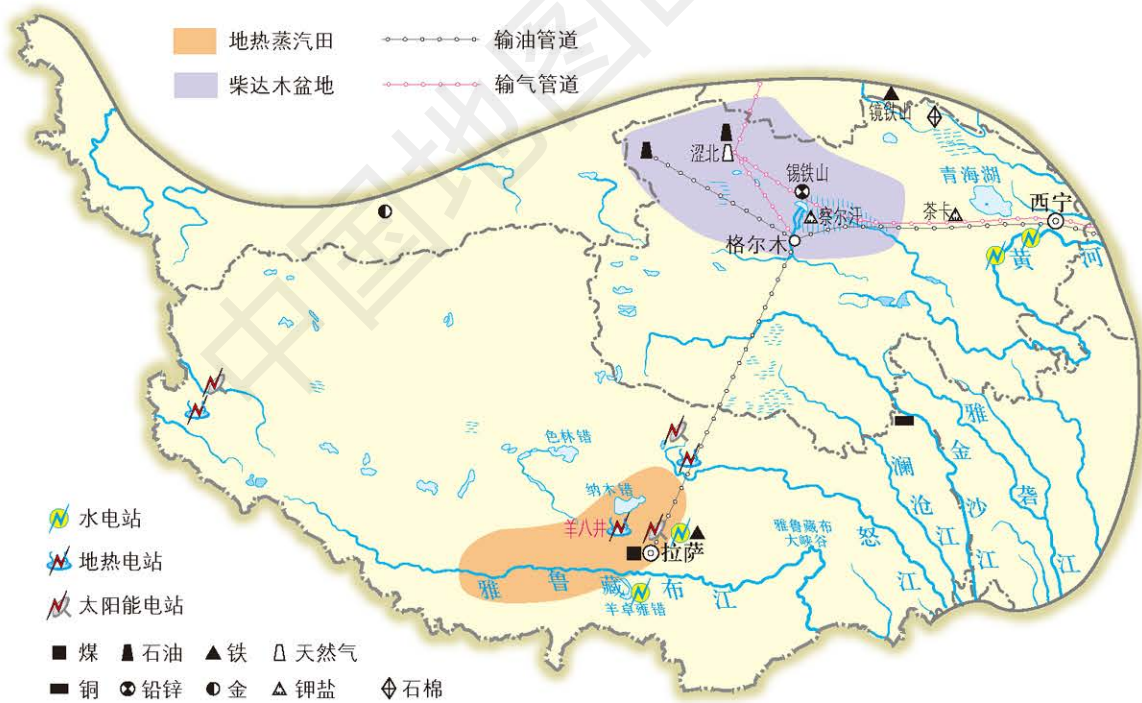 地热蒸汽田
输油管道
柴达木盆地
输气管道
镜铁山
涩北
锡铁山
青海湖
察尔汗
茶卡
西宁
格尔木
黄河
色林错
纳木错
羊八井
拉萨
雅鲁藏布江
羊卓雍错
雅鲁藏布
大峡谷
怒江
澜沧江
金沙江
雅砻江
水电站
地热电站
太阳能电站
煤
石油
铁
天然气
铜
铅锌
金
钾盐
石棉
中国地图